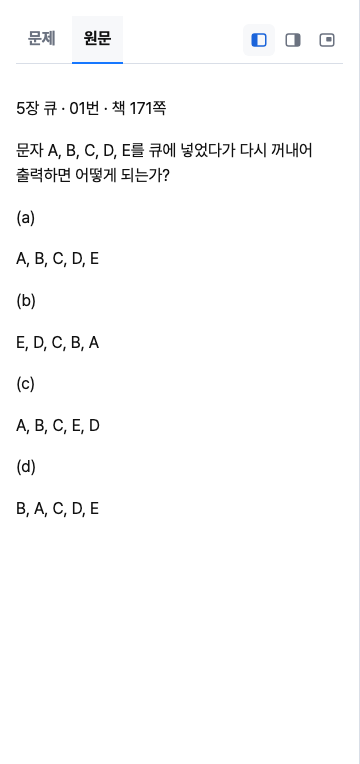 문제 원문
5장 큐 · 01번 · 책 171쪽
문자 A, B, C, D, E를 큐에 넣었다가 다시 꺼내어
출력하면 어떻게 되는가?
(a)
A, B, C, D, E
(b)
E, D, C, B, A
(c)
A, B, C, E, D
(d)
B, A, C, D, E